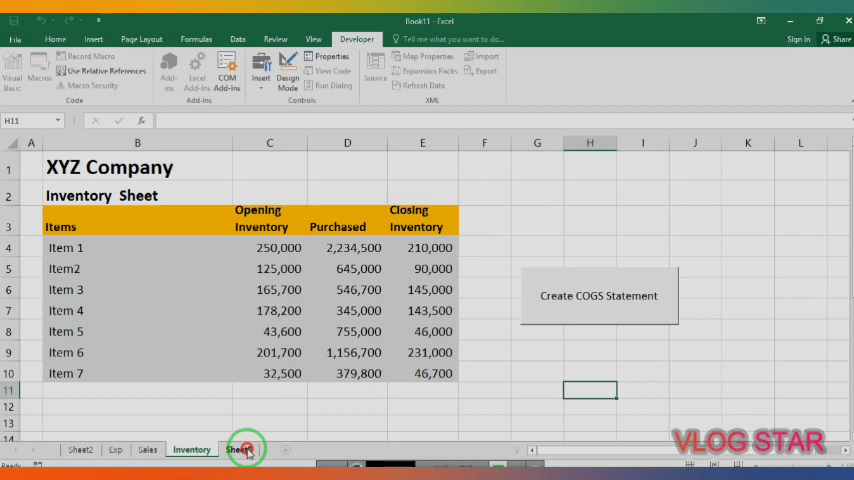 Book11 - Excel
File Home Insert Page Layout Formulas Data Review View Developer Tell me what you want to do... Sign In Share
Visual Basic
Macros
Record Macro
Use Relative References
Macro Security
Code
Add-ins
Excel Add-ins
COM Add-Ins
Add-Ins
Insert
Design Mode
Properties
View Code
Run Dialog
Controls
Source
Map Properties
Expansion Packs
Refresh Data
Import
Export
XML
H11 fx
A B C D E F G H I J K L
1 XYZ Company
2 Inventory Sheet
3 Items Opening Inventory Purchased Closing Inventory
4 Item 1 250,000 2,234,500 210,000
5 Item2 125,000 645,000 90,000
6 Item 3 165,700 546,700 145,000
7 Item 4 178,200 345,000 143,500
8 Item 5 43,600 755,000 46,000
9 Item 6 201,700 1,156,700 231,000
10 Item 7 32,500 379,800 46,700
11
12
13
14
Create COGS Statement
VLOG STAR
Sheet2 Exp Sales Inventory
Ready